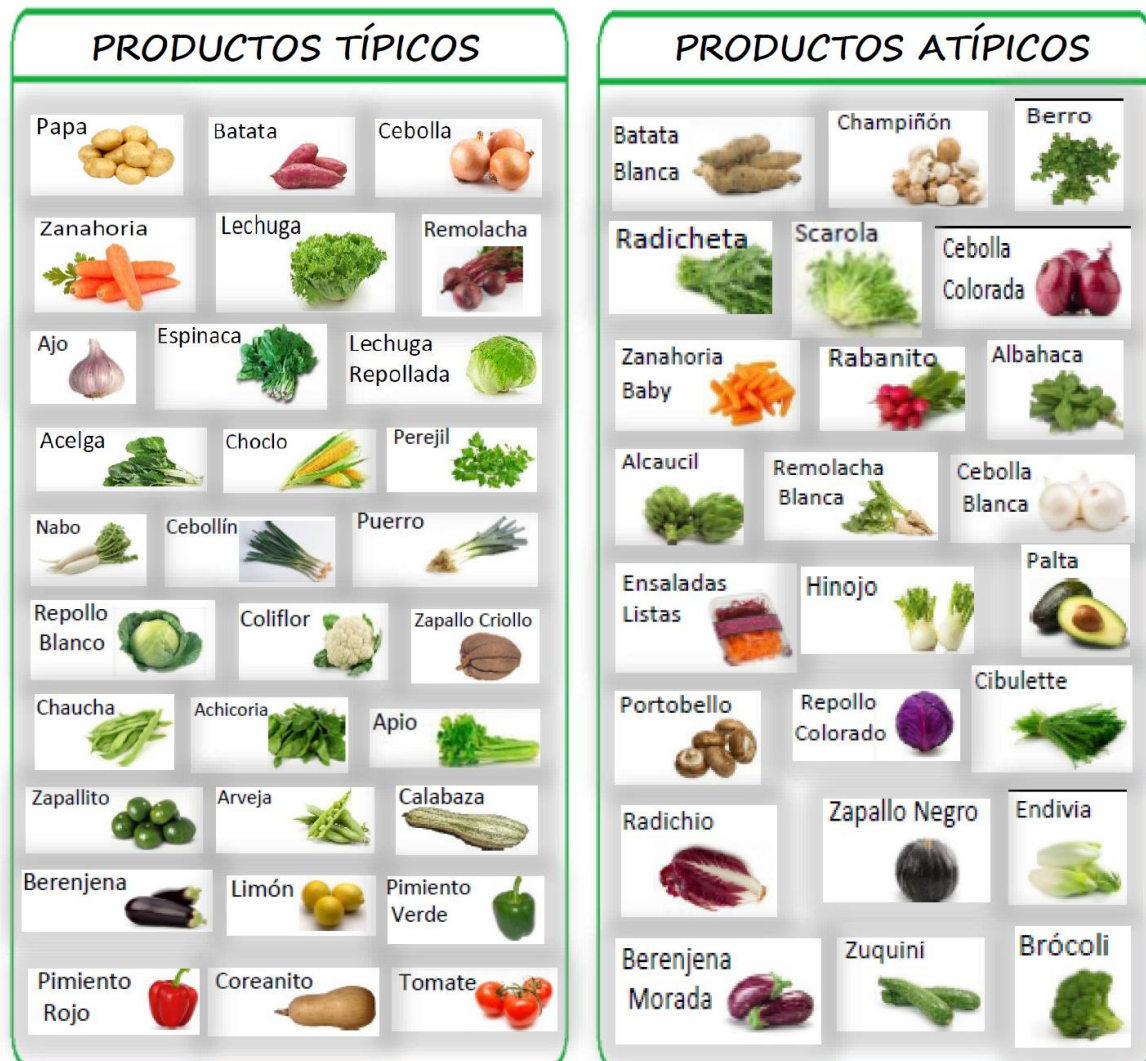 PRODUCTOS TÍPICOS
Papa
Batata
Cebolla
Zanahoria
Lechuga
Remolacha
Ajo
Espinaca
Lechuga
Repollada
Acelga
Choclo
Perejil
Nabo
Cebollín
Puerro
Repollo
Blanco
Coliflor
Zapallo Criollo
Chaucha
Achicoria
Apio
Zapallito
Arveja
Calabaza
Berenjena
Limón
Pimiento
Verde
Pimiento
Rojo
Coreanito
Tomate
PRODUCTOS ATÍPICOS
Batata
Blanca
Champiñón
Berro
Radicheta
Scarola
Cebolla
Colorada
Zanahoria
Baby
Rabanito
Albahaca
Alcaucil
Remolacha
Blanca
Cebolla
Blanca
Ensaladas
Listas
Hinojo
Palta
Portobello
Repollo
Colorado
Cibulette
Radichio
Zapallo Negro
Endivia
Berenjena
Morada
Zuquini
Brócoli